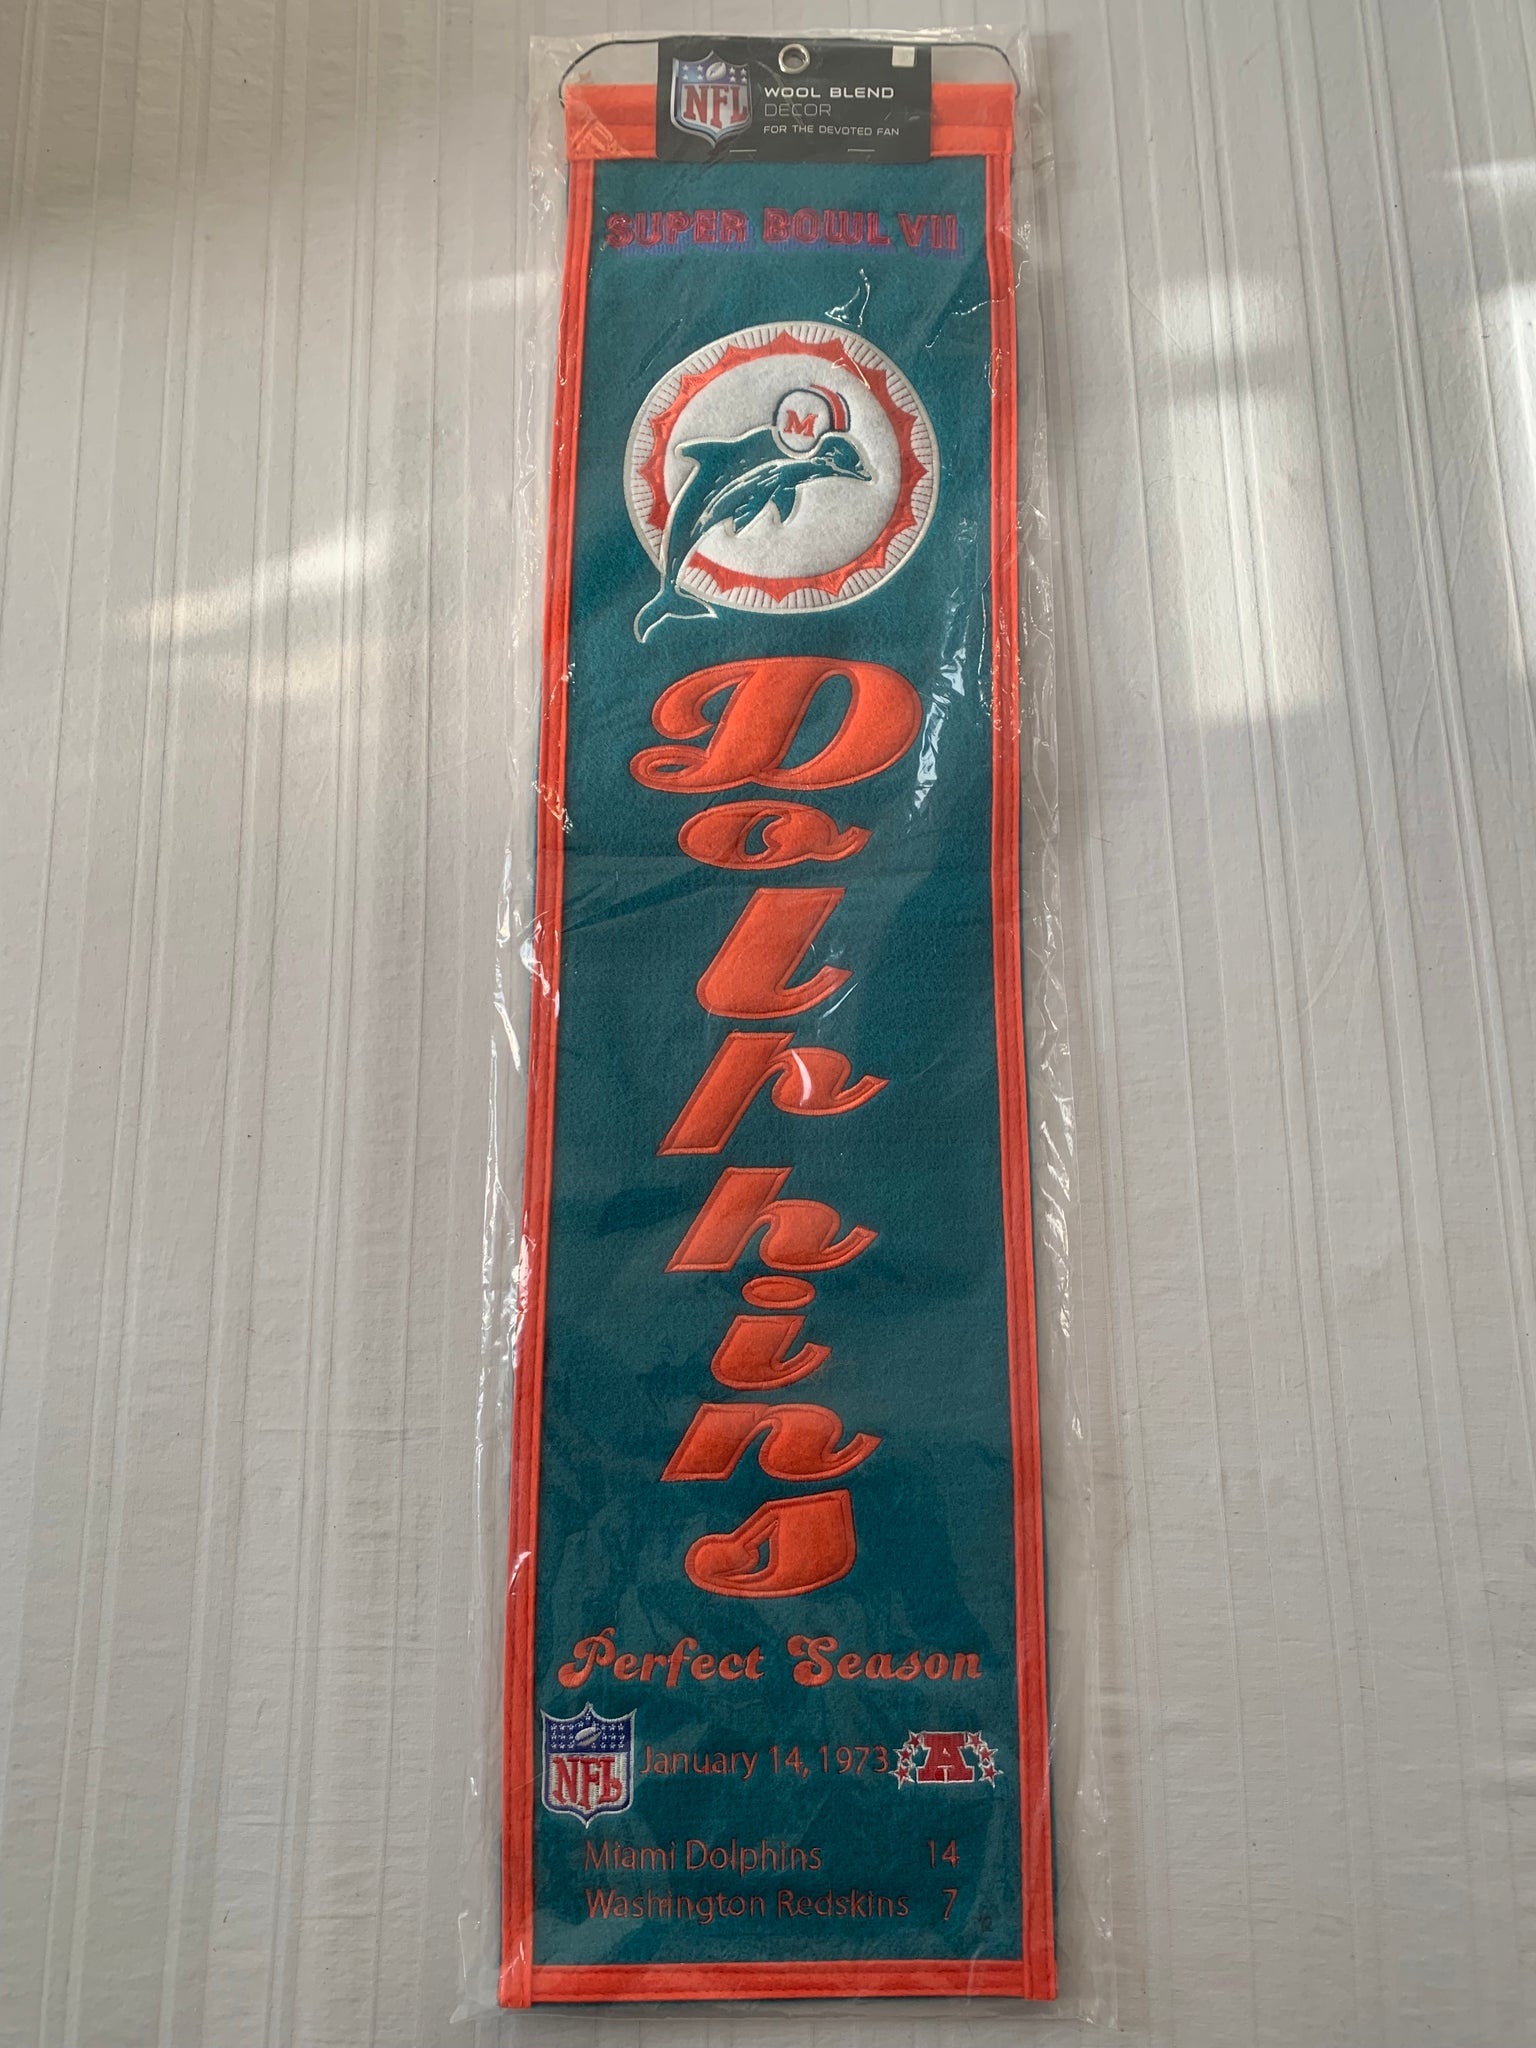 NFL
WOOL BLEND
DECOR
FOR THE DEVOTED FAN
SUPER BOWL VII
M
Dolphins
Perfect Season
NFL January 14, 1973 A
Miami Dolphins 14
Washington Redskins 7